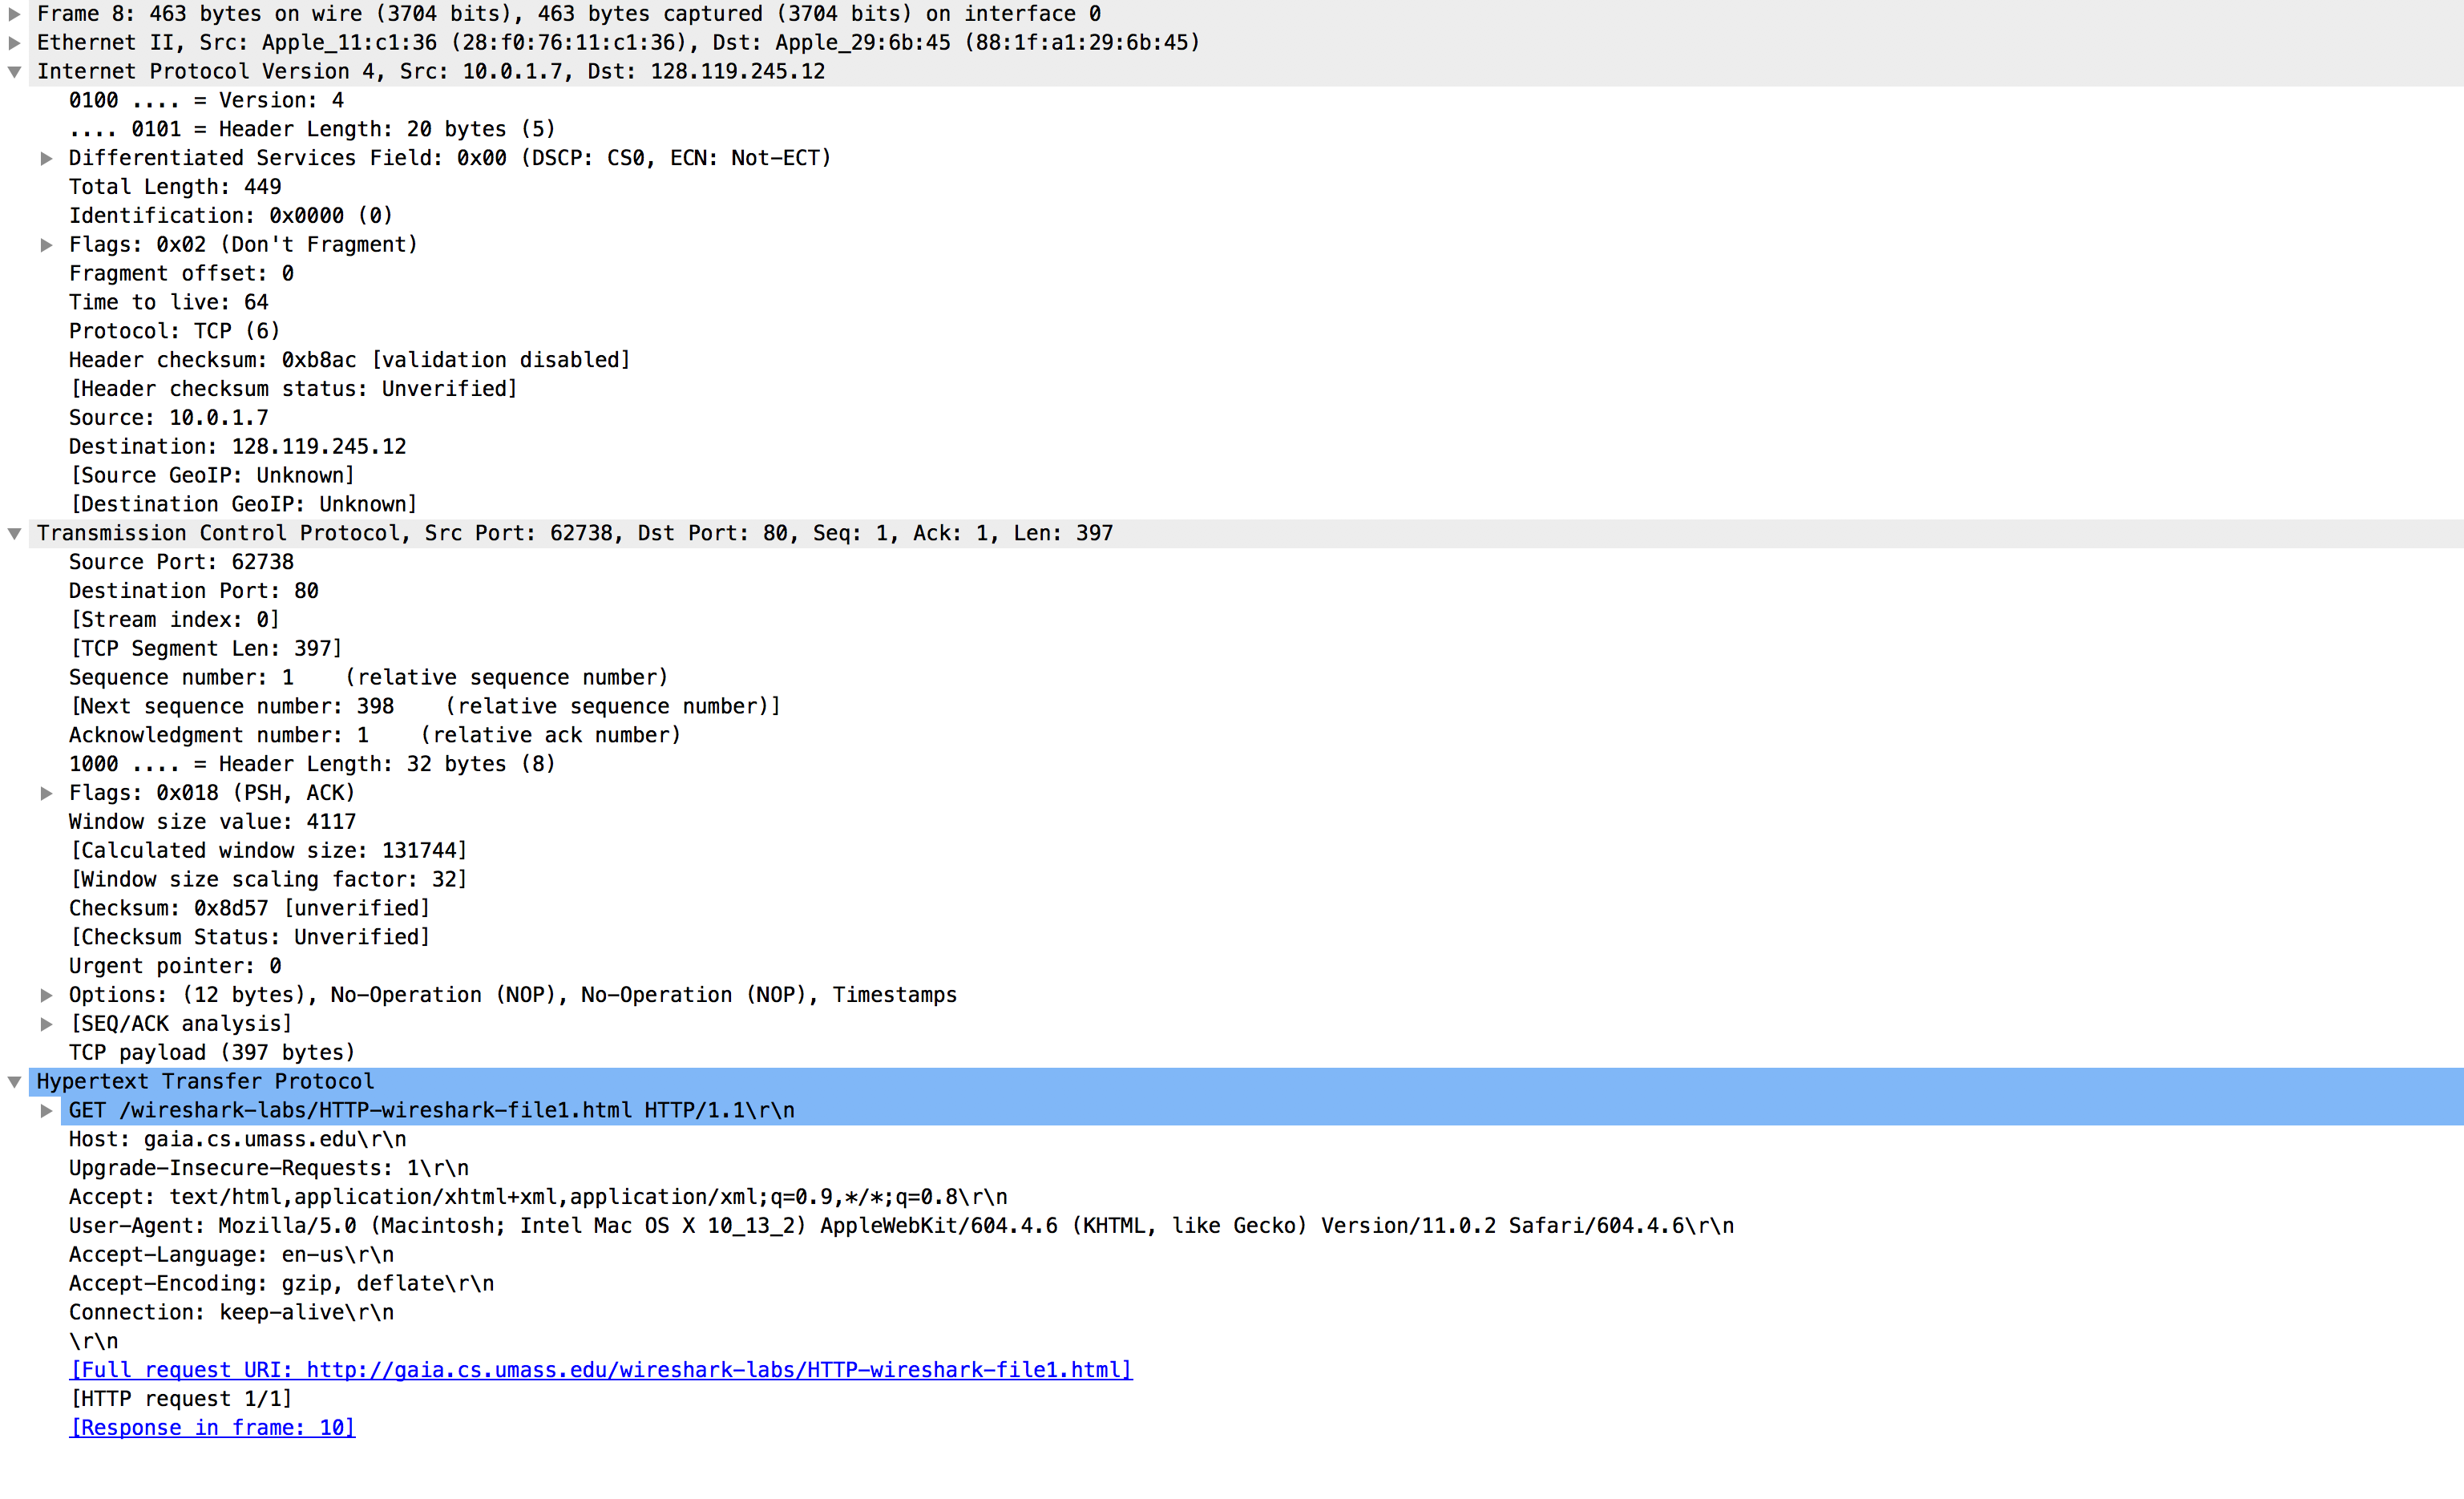 Frame 8: 463 bytes on wire (3704 bits), 463 bytes captured (3704 bits) on interface 0
Ethernet II, Src: Apple_11:c1:36 (28:f0:76:11:c1:36), Dst: Apple_29:6b:45 (88:1f:a1:29:6b:45)
Internet Protocol Version 4, Src: 10.0.1.7, Dst: 128.119.245.12
0100 .... = Version: 4
.... 0101 = Header Length: 20 bytes (5)
Differentiated Services Field: 0x00 (DSCP: CS0, ECN: Not-ECT)
Total Length: 449
Identification: 0x0000 (0)
Flags: 0x02 (Don't Fragment)
Fragment offset: 0
Time to live: 64
Protocol: TCP (6)
Header checksum: 0xb8ac [validation disabled]
[Header checksum status: Unverified]
Source: 10.0.1.7
Destination: 128.119.245.12
[Source GeoIP: Unknown]
[Destination GeoIP: Unknown]
Transmission Control Protocol, Src Port: 62738, Dst Port: 80, Seq: 1, Ack: 1, Len: 397
Source Port: 62738
Destination Port: 80
[Stream index: 0]
[TCP Segment Len: 397]
Sequence number: 1    (relative sequence number)
[Next sequence number: 398    (relative sequence number)]
Acknowledgment number: 1    (relative ack number)
1000 .... = Header Length: 32 bytes (8)
Flags: 0x018 (PSH, ACK)
Window size value: 4117
[Calculated window size: 131744]
[Window size scaling factor: 32]
Checksum: 0x8d57 [unverified]
[Checksum Status: Unverified]
Urgent pointer: 0
Options: (12 bytes), No-Operation (NOP), No-Operation (NOP), Timestamps
[SEQ/ACK analysis]
TCP payload (397 bytes)
Hypertext Transfer Protocol
GET /wireshark-labs/HTTP-wireshark-file1.html HTTP/1.1\r\n
Host: gaia.cs.umass.edu\r\n
Upgrade-Insecure-Requests: 1\r\n
Accept: text/html,application/xhtml+xml,application/xml;q=0.9,*/*;q=0.8\r\n
User-Agent: Mozilla/5.0 (Macintosh; Intel Mac OS X 10_13_2) AppleWebKit/604.4.6 (KHTML, like Gecko) Version/11.0.2 Safari/604.4.6\r\n
Accept-Language: en-us\r\n
Accept-Encoding: gzip, deflate\r\n
Connection: keep-alive\r\n
\r\n
[Full request URI: http://gaia.cs.umass.edu/wireshark-labs/HTTP-wireshark-file1.html]
[HTTP request 1/1]
[Response in frame: 10]